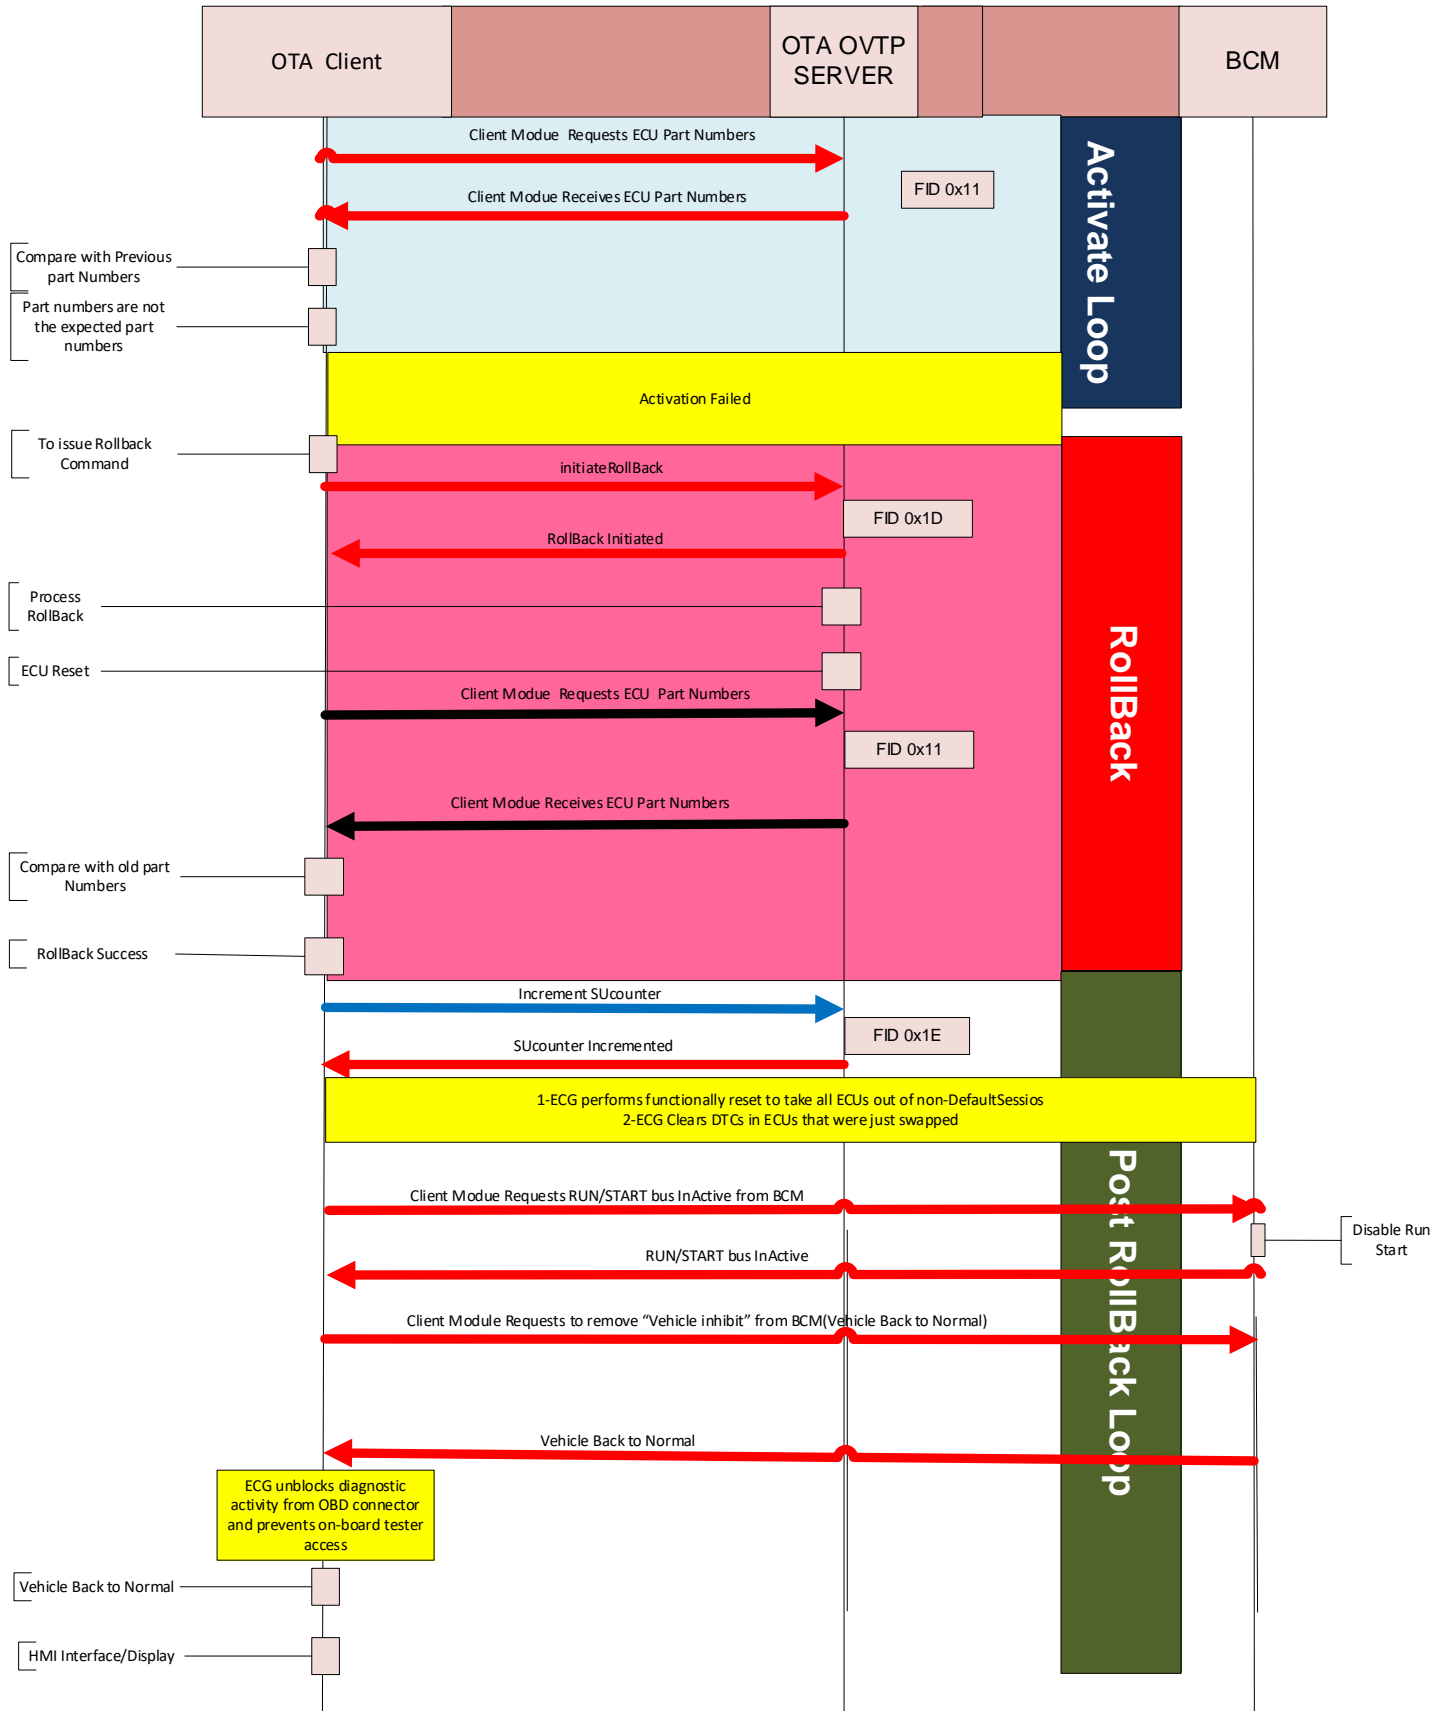 OTA Client
OTA OVTP
SERVER
BCM
Client Modue Requests ECU Part Numbers
FID 0x11
Client Modue Receives ECU Part Numbers
Activate Loop
Compare with Previous
part Numbers
Part numbers are not
the expected part
numbers
Activation Failed
To issue Rollback
Command
initiateRollBack
FID 0x1D
RollBack Initiated
Process
RollBack
ECU Reset
RollBack
Client Modue Requests ECU Part Numbers
FID 0x11
Client Modue Receives ECU Part Numbers
Compare with old part
Numbers
RollBack Success
Increment SUcounter
FID 0x1E
SUcounter Incremented
1-ECG performs functionally reset to take all ECUs out of non-DefaultSessios
2-ECG Clears DTCs in ECUs that were just swapped
Post RollBack Loop
Client Modue Requests RUN/START bus InActive from BCM
Disable Run
Start
RUN/START bus InActive
Client Module Requests to remove “Vehicle inhibit” from BCM(Vehicle Back to Normal)
Vehicle Back to Normal
ECG unblocks diagnostic
activity from OBD connector
and prevents on-board tester
access
Vehicle Back to Normal
HMI Interface/Display